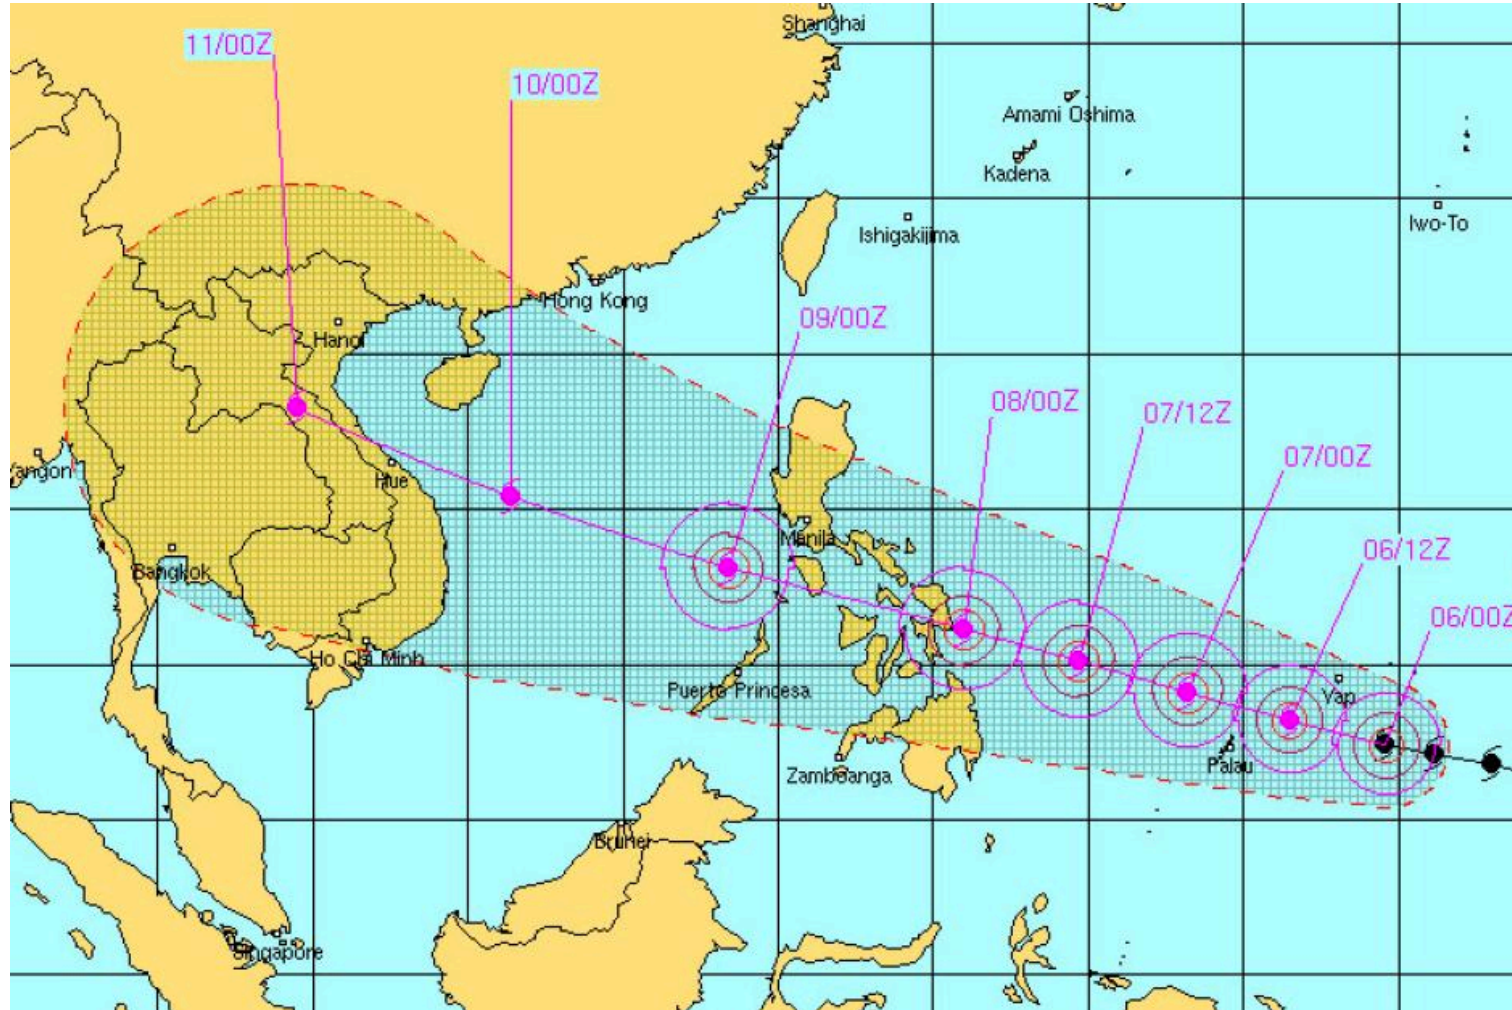 Shanghai
11/00Z
10/00Z
Amami Oshima
Kadena
Iwo-To
Ishigakijima
Hong Kong
09/00Z
Hanoi
08/00Z
07/12Z
07/00Z
Yangon
Hue
Manila
06/12Z
Bangkok
06/00Z
Ho Chi Minh
Puerto Princesa
Yap
Palau
Zamboanga
Brunei
Singapore